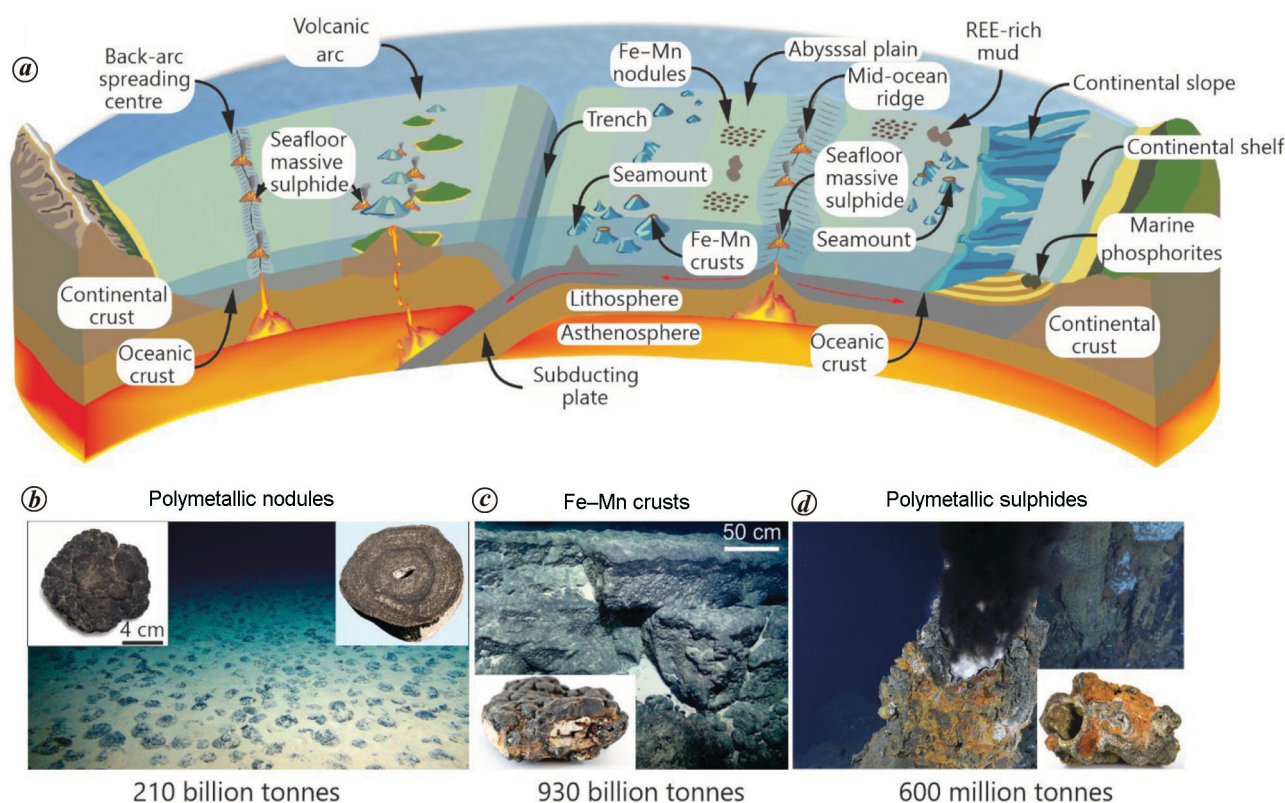 a
Back-arc
spreading
centre
Volcanic
arc
Seafloor
massive
sulphide
Trench
Seamount
Fe–Mn
nodules
Abysssal plain
Mid-ocean
ridge
REE-rich
mud
Continental slope
Continental shelf
Seafloor
massive
sulphide
Seamount
Fe-Mn
crusts
Marine
phosphorites
Continental
crust
Oceanic
crust
Lithosphere
Asthenosphere
Subducting
plate
Oceanic
crust
Continental
crust
b
Polymetallic nodules
4 cm
210 billion tonnes
c
Fe–Mn crusts
50 cm
930 billion tonnes
d
Polymetallic sulphides
600 million tonnes